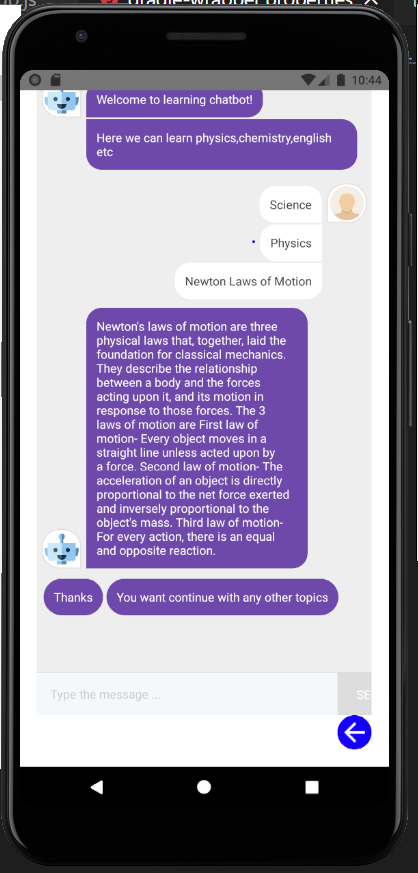 gradle-wrapper.properties
10:44
Welcome to learning chatbot!
Here we can learn physics,chemistry,english
etc
Science
Physics
Newton Laws of Motion
Newton's laws of motion are three
physical laws that, together, laid the
foundation for classical mechanics.
They describe the relationship
between a body and the forces
acting upon it, and its motion in
response to those forces. The 3
laws of motion are First law of
motion- Every object moves in a
straight line unless acted upon by
a force. Second law of motion- The
acceleration of an object is directly
proportional to the net force exerted
and inversely proportional to the
object's mass. Third law of motion-
For every action, there is an equal
and opposite reaction.
Thanks
You want continue with any other topics
Type the message ...
SE